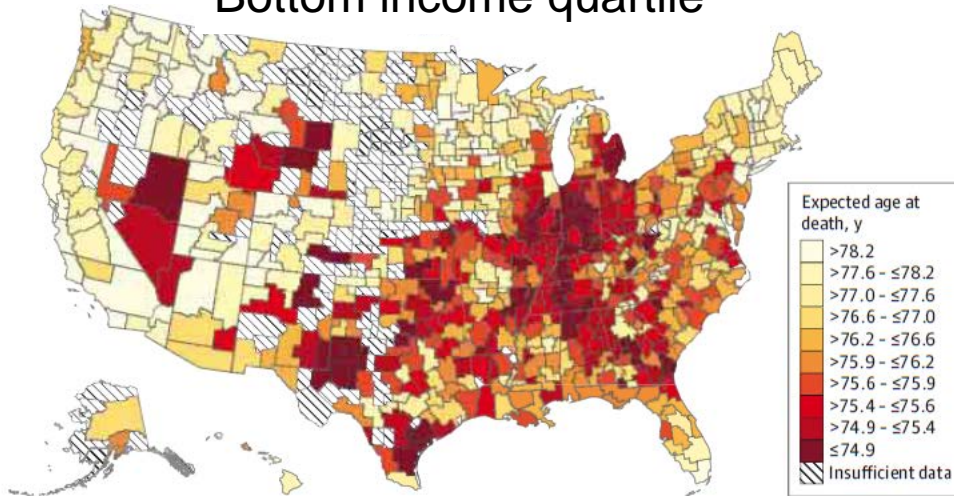 Bottom income quartile
Expected age at
death, y
>78.2
>77.6 - ≤78.2
>77.0 - ≤77.6
>76.6 - ≤77.0
>76.2 - ≤76.6
>75.9 - ≤76.2
>75.6 - ≤75.9
>75.4 - ≤75.6
>74.9 - ≤75.4
≤74.9
Insufficient data